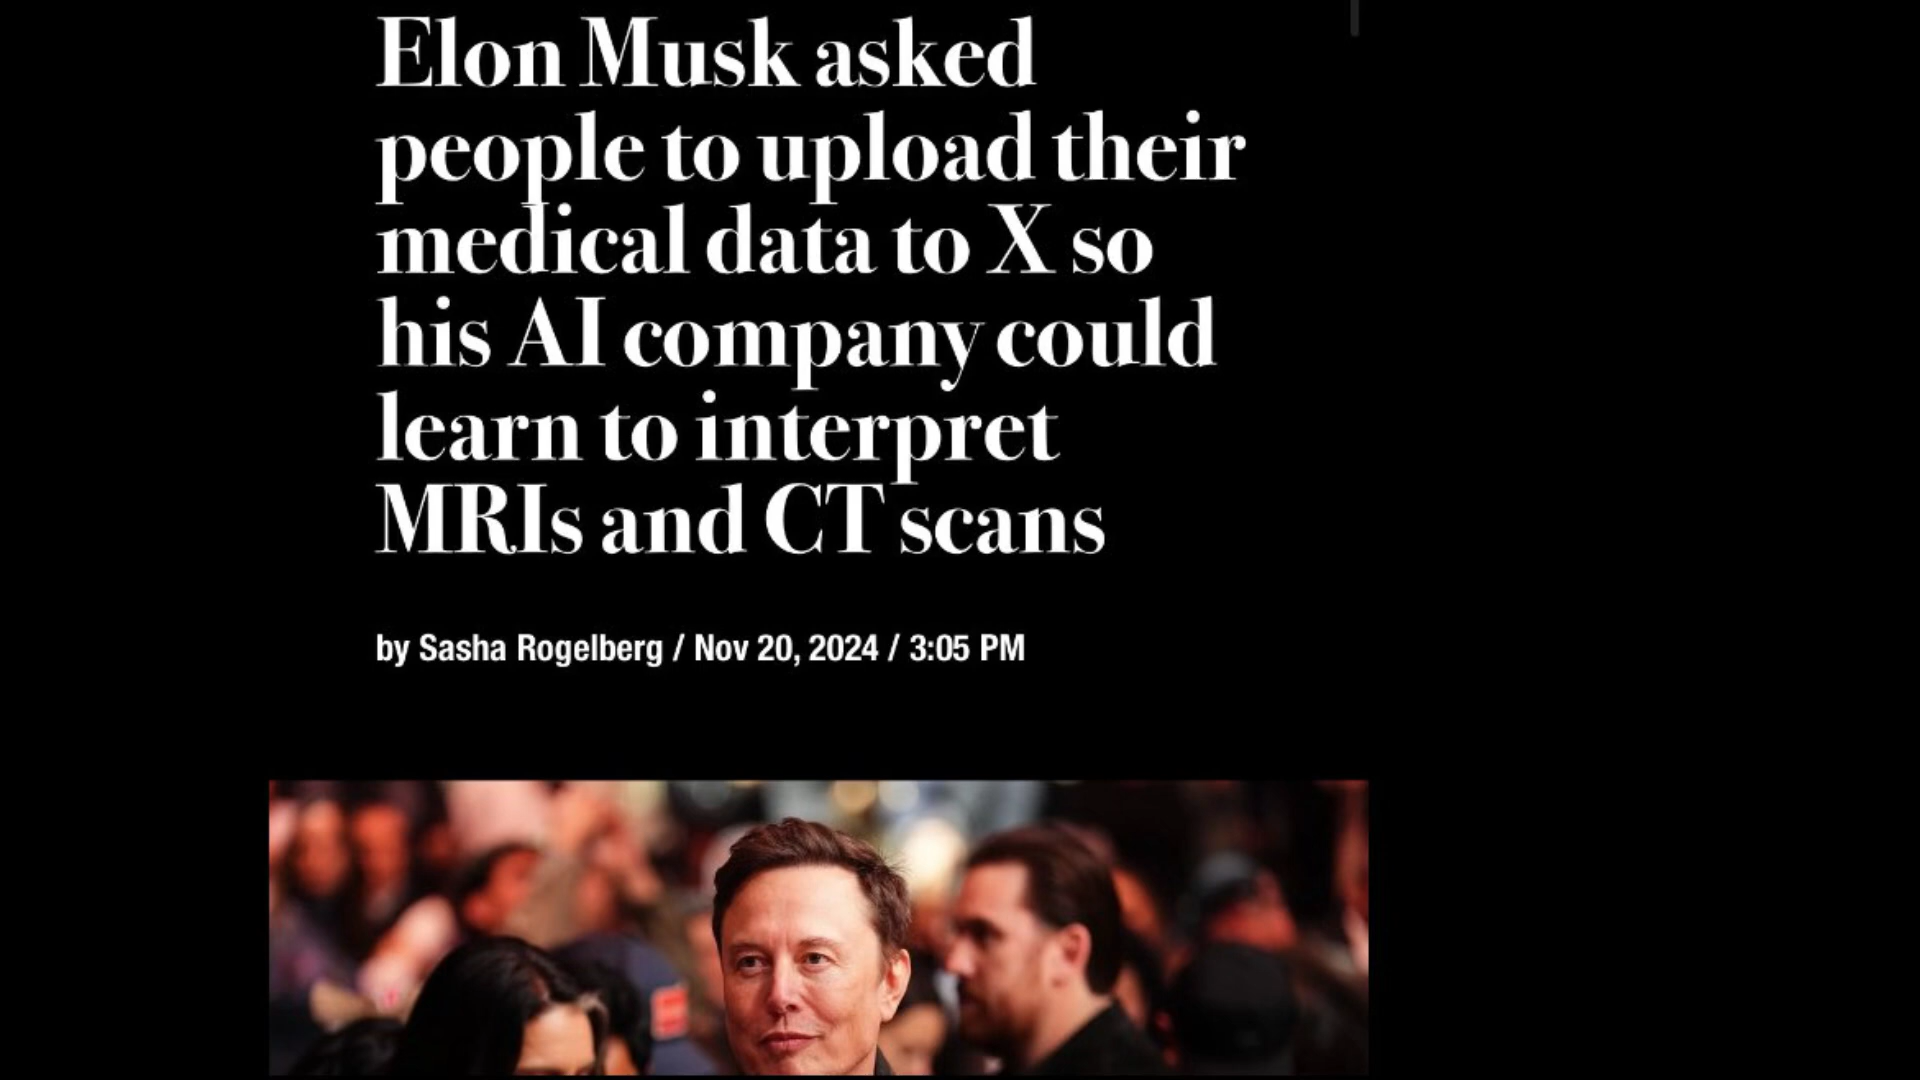 Elon Musk asked
people to upload their
medical data to X so
his AI company could
learn to interpret
MRIs and CT scans
by Sasha Rogelberg / Nov 20, 2024 / 3:05 PM